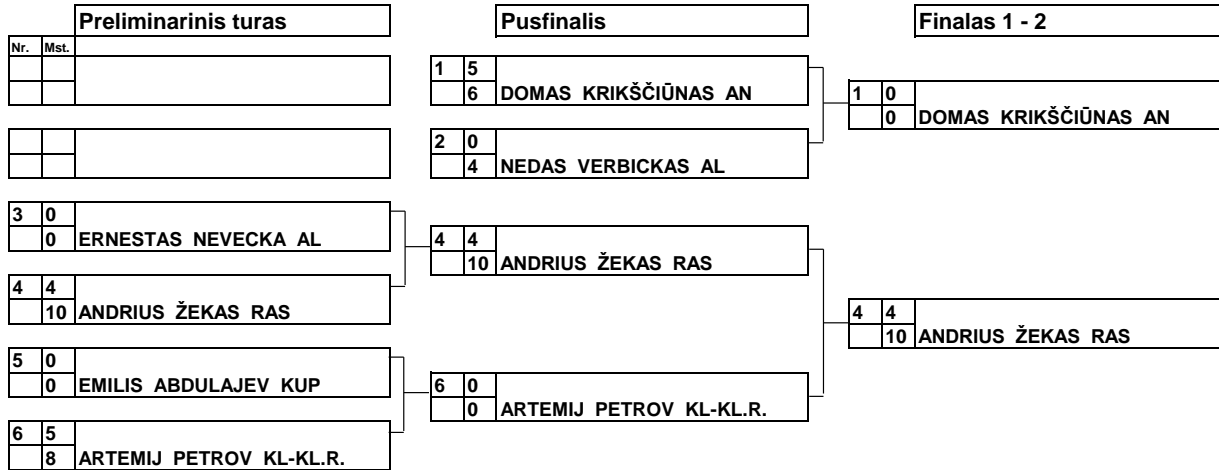 Preliminarinis turas Pusfinalis Finalas 1 - 2
Nr. Mst.
1 5
6 DOMAS KRIKŠČIŪNAS AN
1 0
0 DOMAS KRIKŠČIŪNAS AN
2 0
4 NEDAS VERBICKAS AL
3 0
0 ERNESTAS NEVECKA AL
4 4
10 ANDRIUS ŽEKAS RAS
4 4
10 ANDRIUS ŽEKAS RAS
4 4
10 ANDRIUS ŽEKAS RAS
5 0
0 EMILIS ABDULAJEV KUP
6 0
0 ARTEMIJ PETROV KL-KL.R.
6 5
8 ARTEMIJ PETROV KL-KL.R.